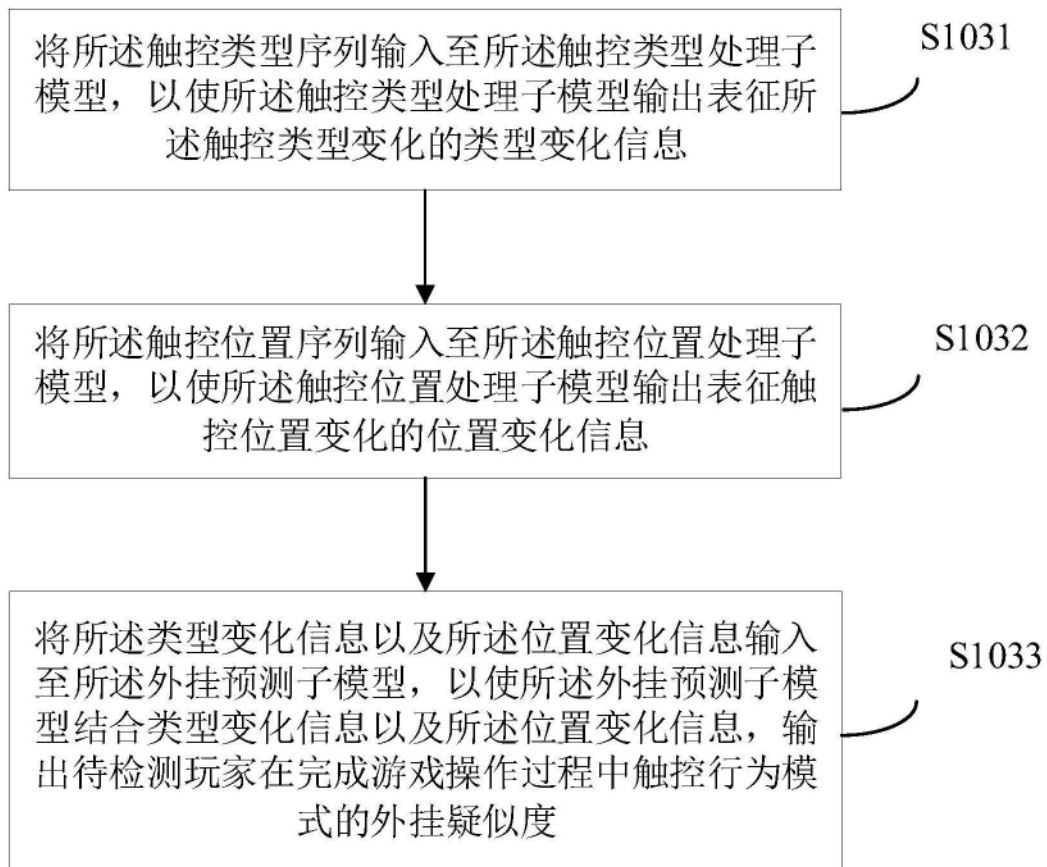 将所述触控类型序列输入至所述触控类型处理子
模型，以使所述触控类型处理子模型输出表征所
述触控类型变化的类型变化信息
S1031
将所述触控位置序列输入至所述触控位置处理子
模型，以使所述触控位置处理子模型输出表征触
控位置变化的位置变化信息
S1032
将所述类型变化信息以及所述位置变化信息输入
至所述外挂预测子模型，以使所述外挂预测子模
型结合类型变化信息以及所述位置变化信息，输
出待检测玩家在完成游戏操作过程中触控行为模
式的外挂疑似度
S1033